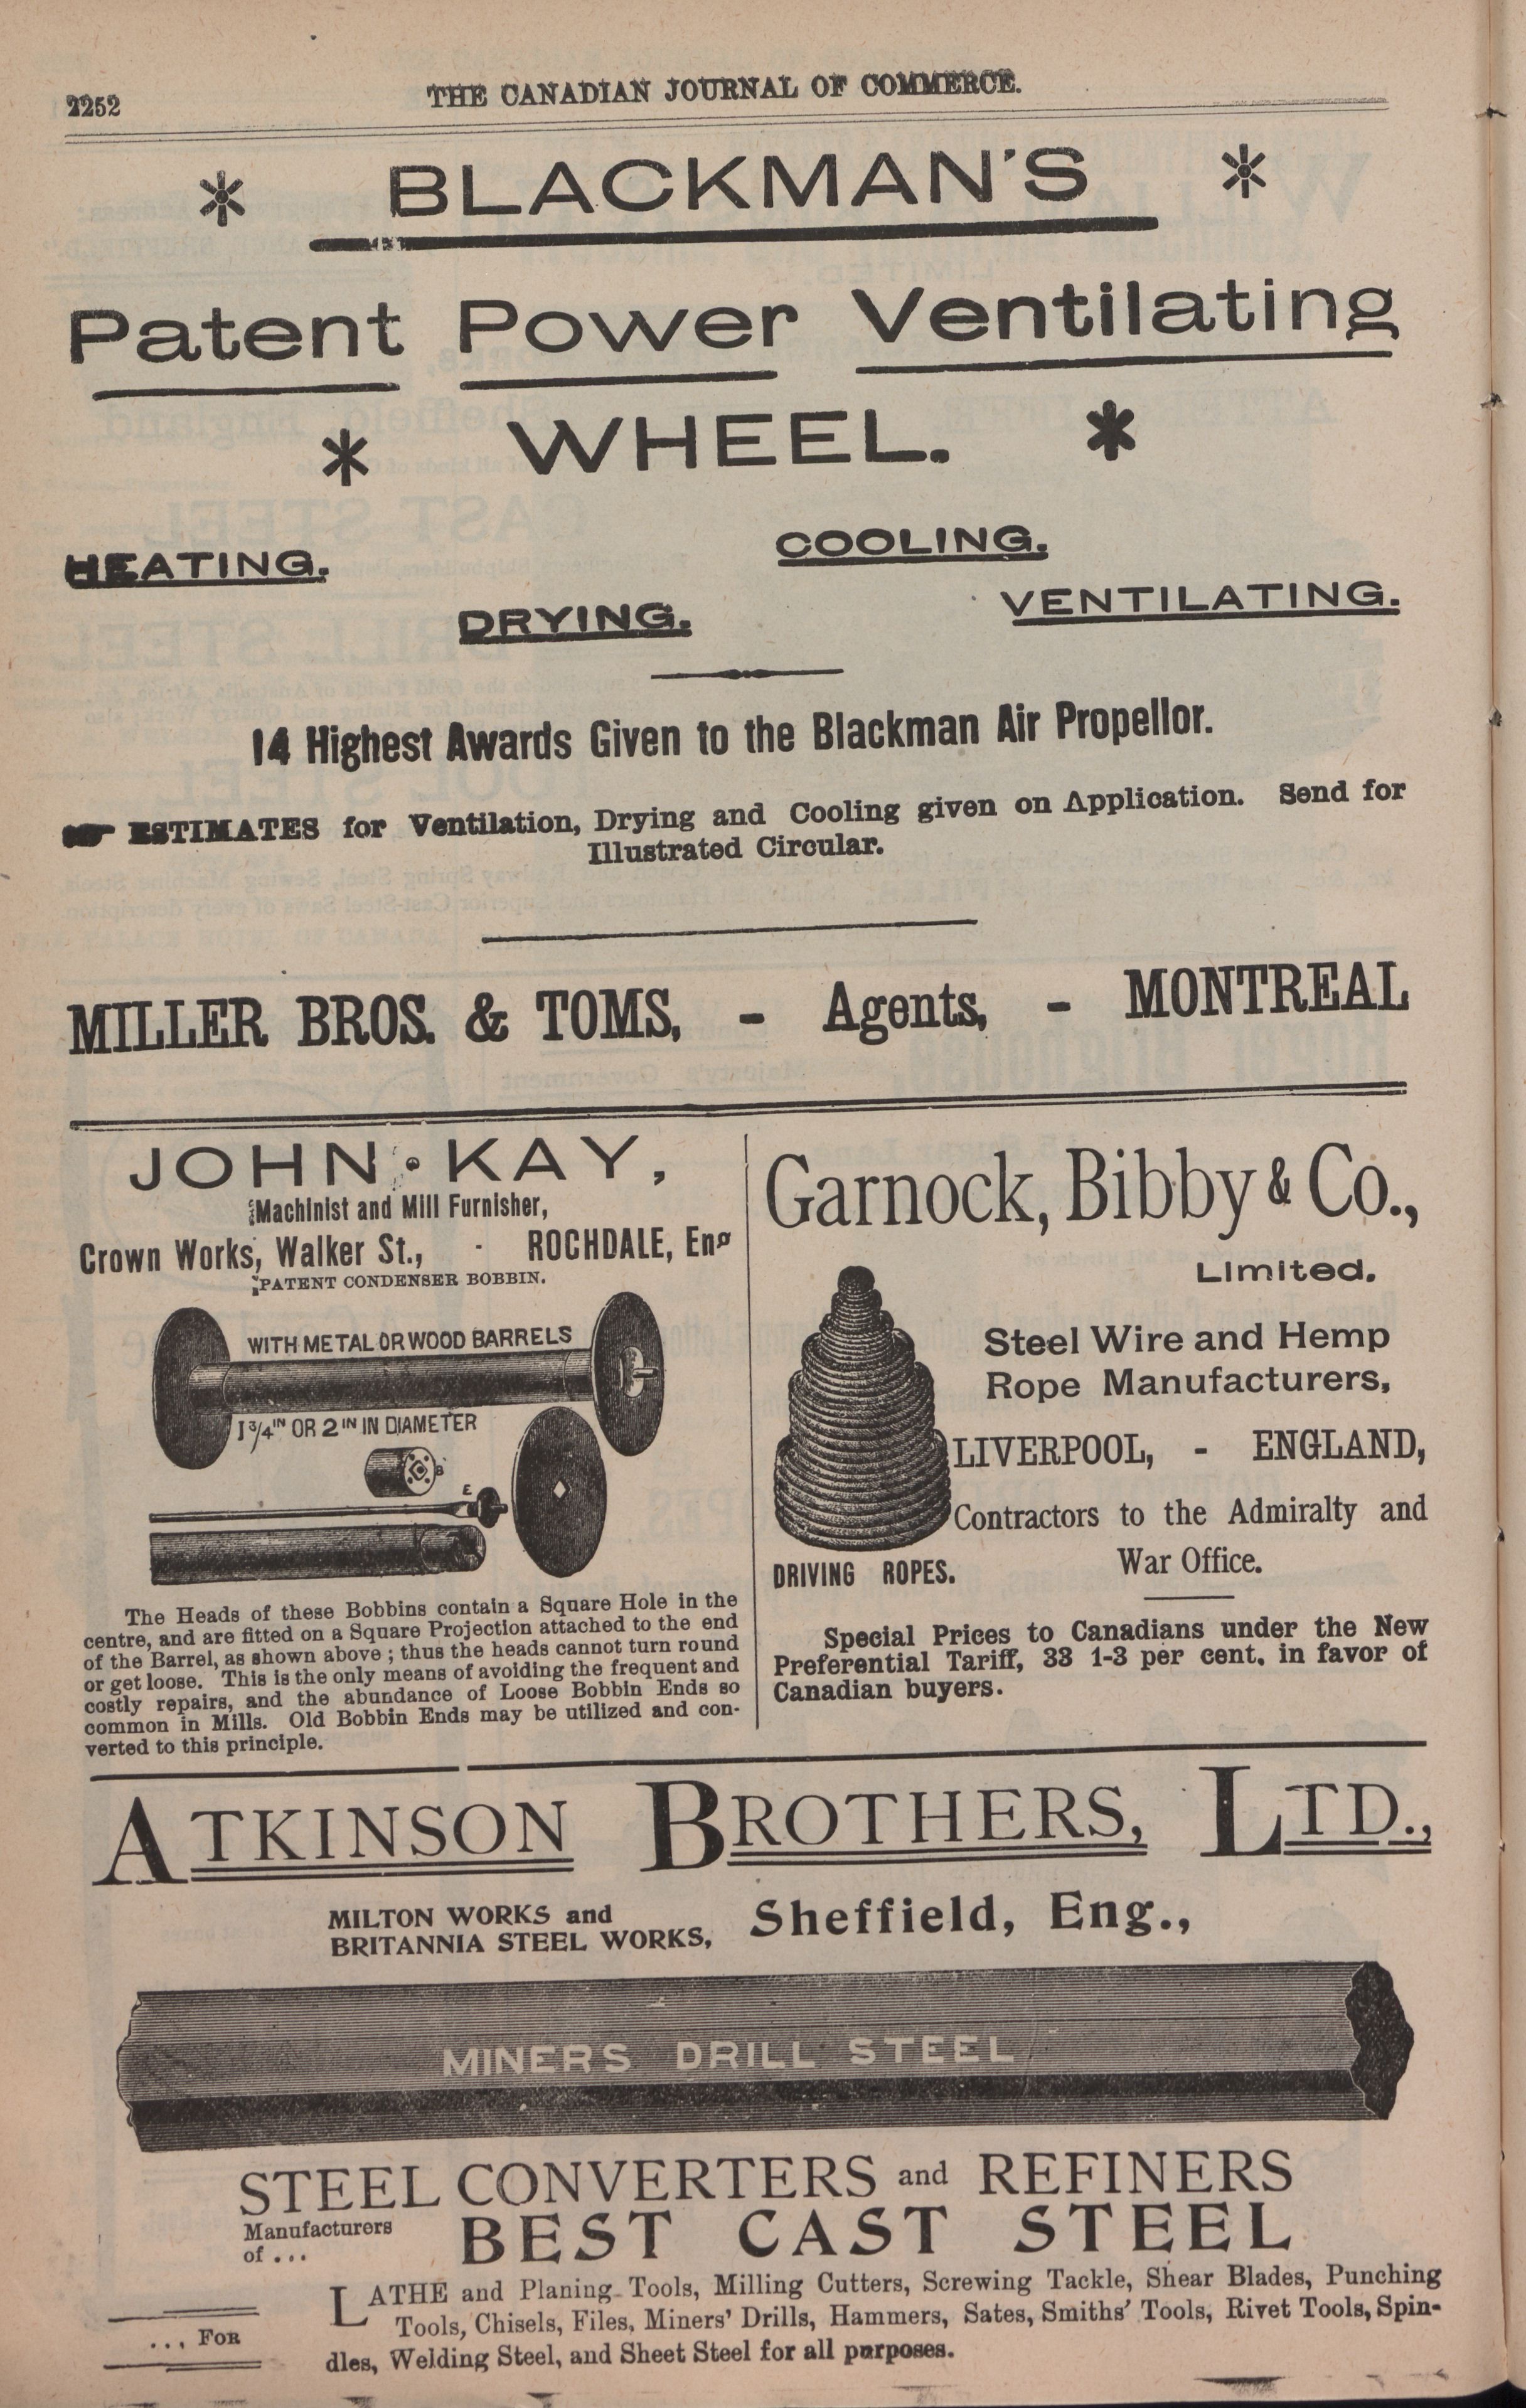 2252
THE CANADIAN JOURNAL OF COMMERCE.
* BLACKMAN'S *
Patent Power Ventilating
* WHEEL. *
COOLING.
HEATING.
VENTILATING.
DRYING.
14 Highest Awards Given to the Blackman Air Propellor.
☛ ESTIMATES for Ventilation, Drying and Cooling given on Application. Send for
Illustrated Circular.
MILLER BROS. & TOMS, - Agents, - MONTREAL
JOHN · KAY,
Machinist and Mill Furnisher,
Crown Works, Walker St., - ROCHDALE, Eng
PATENT CONDENSER BOBBIN.
WITH METAL OR WOOD BARRELS
1 3/4 IN OR 2 IN IN DIAMETER
B
E
The Heads of these Bobbins contain a Square Hole in the
centre, and are fitted on a Square Projection attached to the end
of the Barrel, as shown above ; thus the heads cannot turn round
or get loose. This is the only means of avoiding the frequent and
costly repairs, and the abundance of Loose Bobbin Ends so
common in Mills. Old Bobbin Ends may be utilized and con-
verted to this principle.
Garnock, Bibby & Co.,
Limited.
Steel Wire and Hemp
Rope Manufacturers,
LIVERPOOL, - ENGLAND,
Contractors to the Admiralty and
War Office.
DRIVING ROPES.
Special Prices to Canadians under the New
Preferential Tariff, 33 1-3 per cent. in favor of
Canadian buyers.
ATKINSON BROTHERS, LTD.,
MILTON WORKS and
BRITANNIA STEEL WORKS,
Sheffield, Eng.,
MINERS DRILL STEEL
STEEL CONVERTERS and REFINERS
Manufacturers
of ...
BEST CAST STEEL
... FOR
LATHE and Planing Tools, Milling Cutters, Screwing Tackle, Shear Blades, Punching
Tools, Chisels, Files, Miners' Drills, Hammers, Sates, Smiths' Tools, Rivet Tools, Spin-
dles, Welding Steel, and Sheet Steel for all purposes.